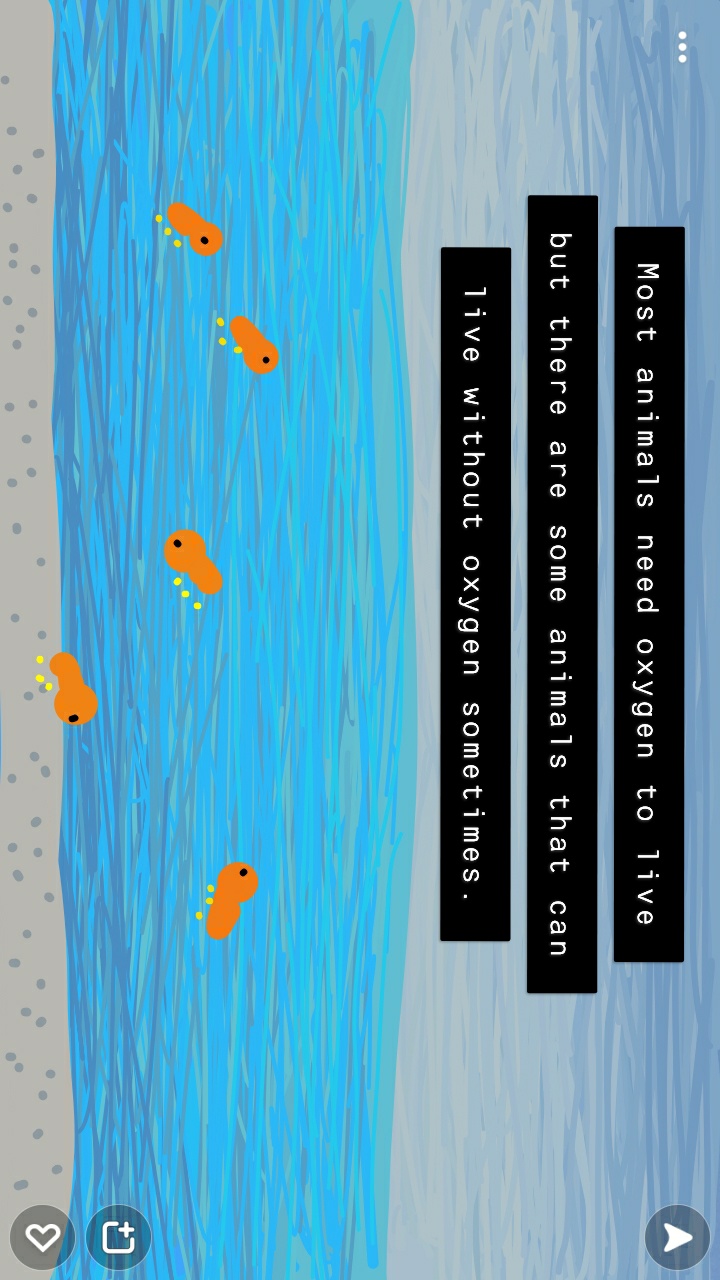 Most animals need oxygen to live
but there are some animals that can
live without oxygen sometimes.